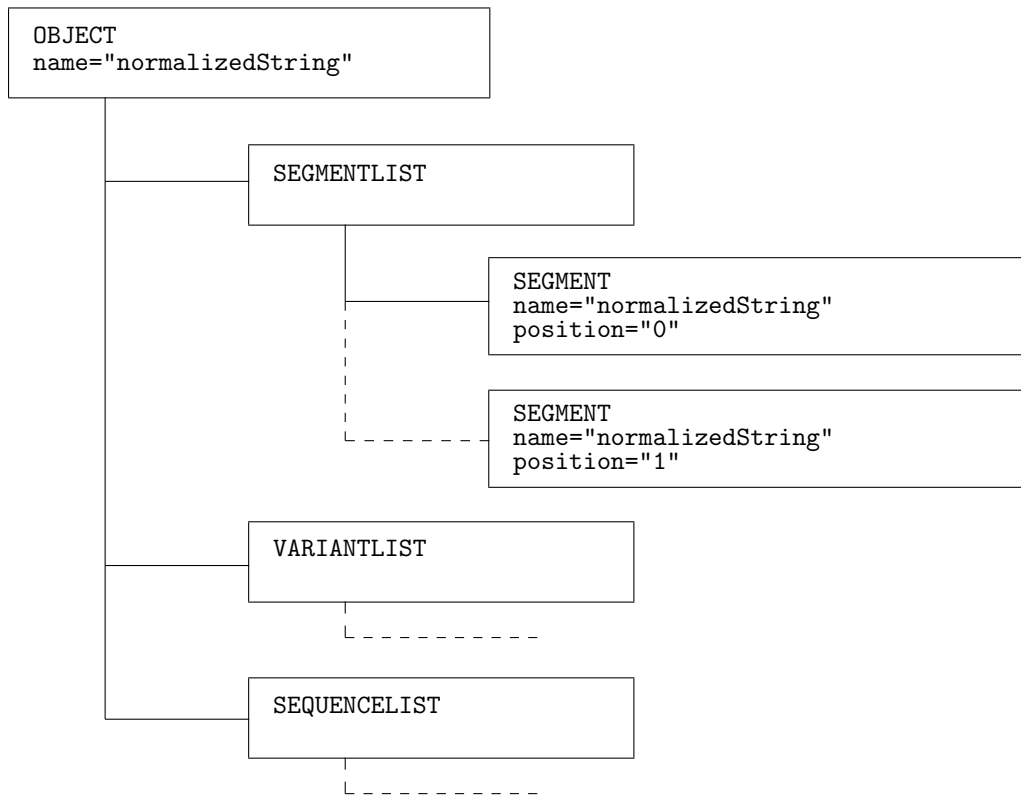 OBJECT
name="normalizedString"
SEGMENTLIST
SEGMENT
name="normalizedString"
position="0"
SEGMENT
name="normalizedString"
position="1"
VARIANTLIST
SEQUENCELIST